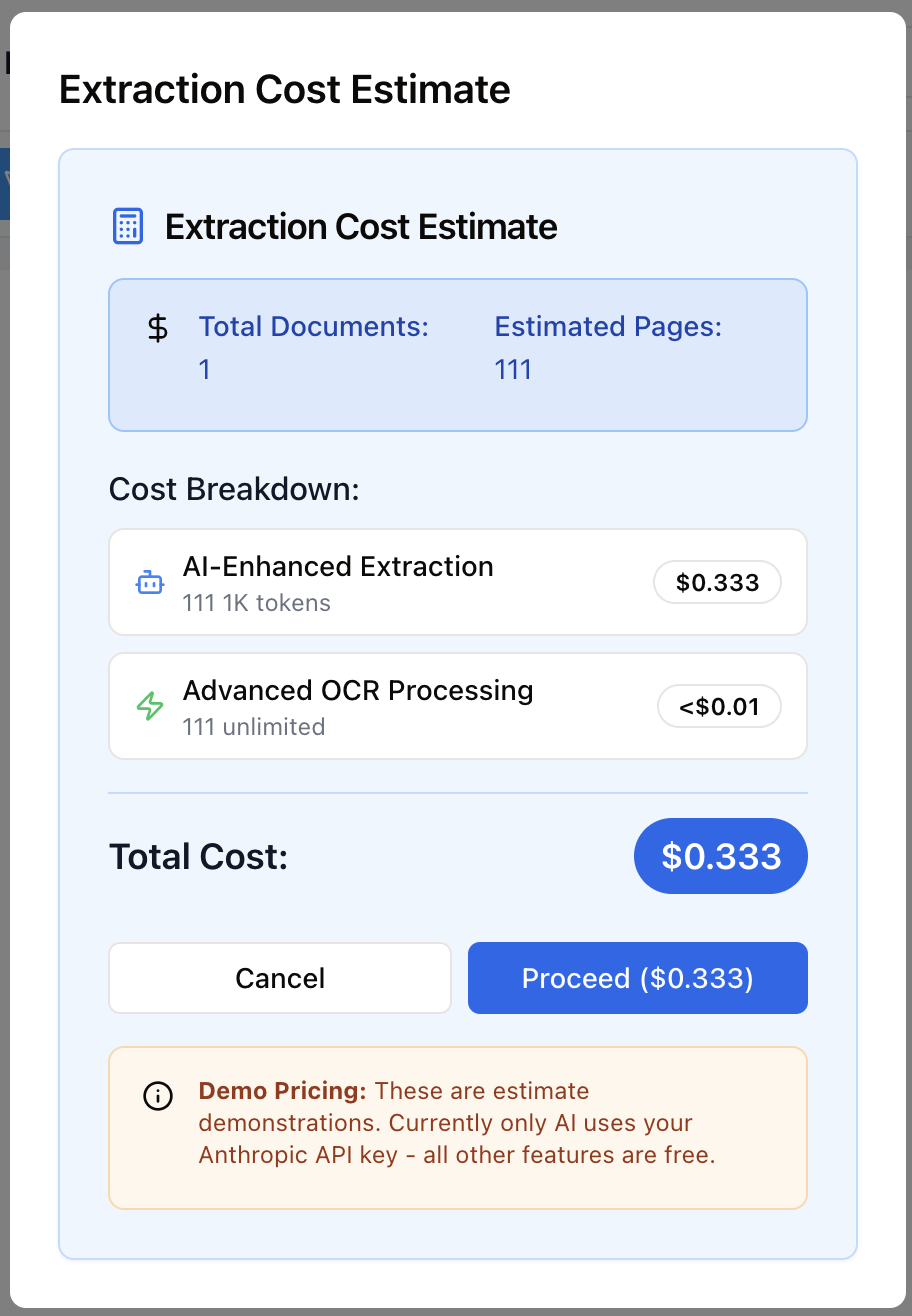 Extraction Cost Estimate
Extraction Cost Estimate
Total Documents:
1
Estimated Pages:
111
Cost Breakdown:
AI-Enhanced Extraction
111 1K tokens
$0.333
Advanced OCR Processing
111 unlimited
<$0.01
Total Cost:
$0.333
Cancel
Proceed ($0.333)
Demo Pricing: These are estimate
demonstrations. Currently only AI uses your
Anthropic API key - all other features are free.